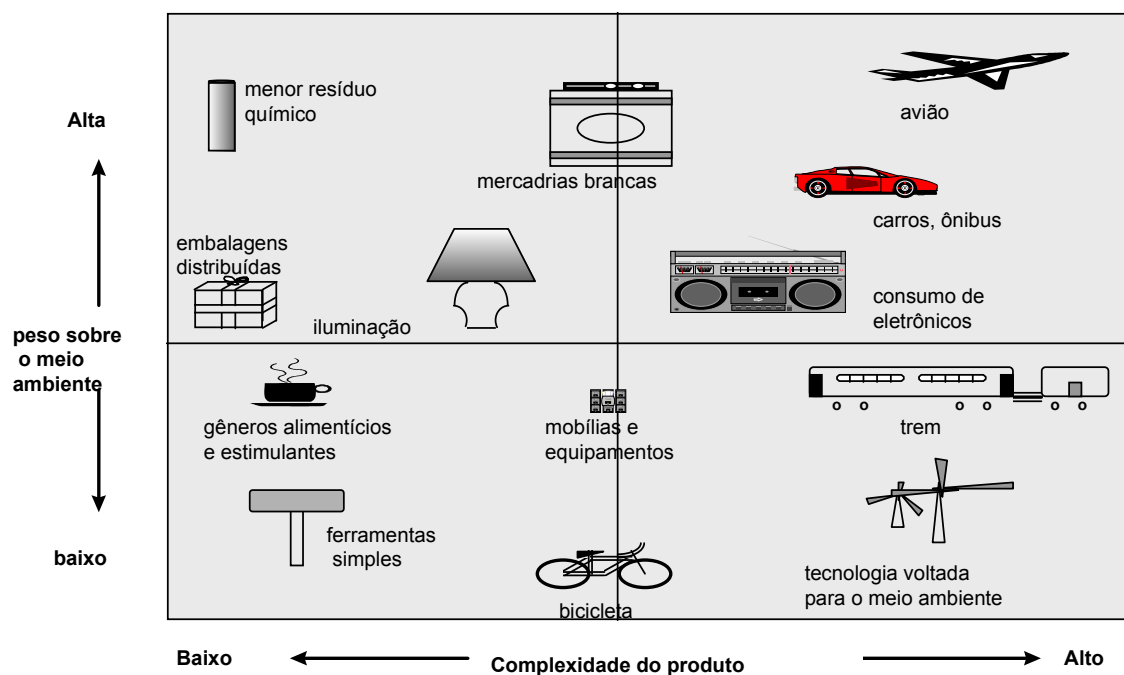 menor resíduo
químico
avião
Alta
mercadrias brancas
carros, ônibus
embalagens
distribuídas
iluminação
consumo de
eletrônicos
peso sobre
o meio
ambiente
gêneros alimentícios
e estimulantes
mobílias e
equipamentos
trem
ferramentas
simples
baixo
bicicleta
tecnologia voltada
para o meio ambiente
Baixo
Complexidade do produto
Alto